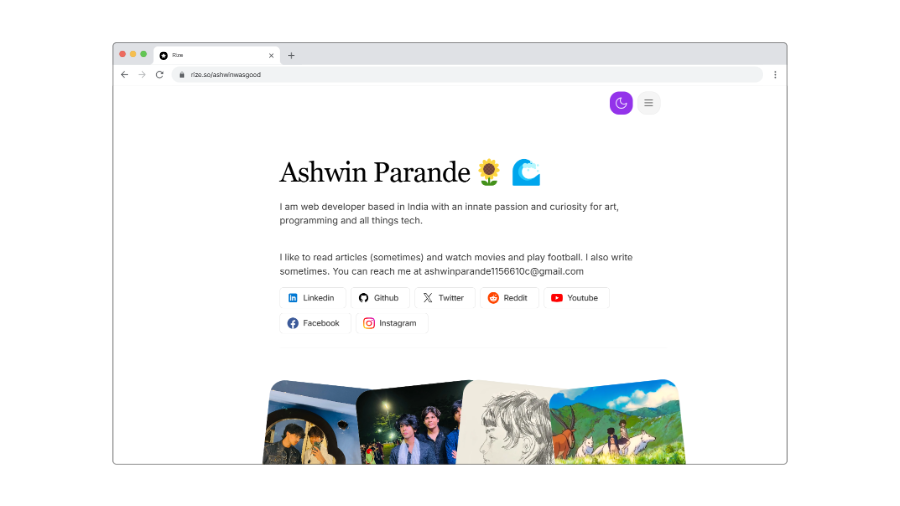 Rize
rize.so/ashwinwasgood
Ashwin Parande 🌻 🌊
I am web developer based in India with an innate passion and curiosity for art,
programming and all things tech.
I like to read articles (sometimes) and watch movies and play football. I also write
sometimes. You can reach me at ashwinparande1156610c@gmail.com
Linkedin Github Twitter Reddit Youtube
Facebook Instagram